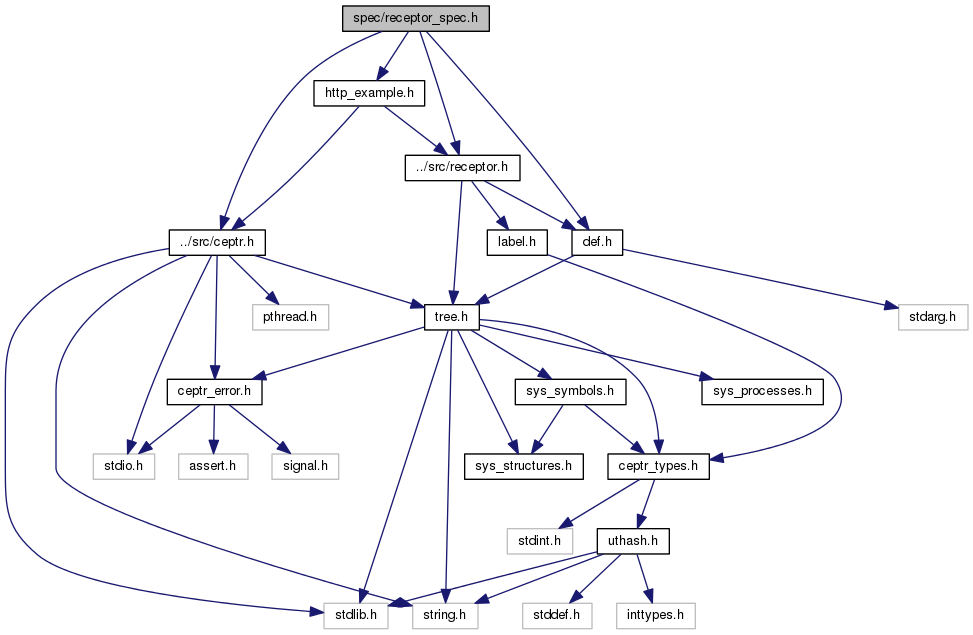 spec/receptor_spec.h
http_example.h
../src/receptor.h
../src/ceptr.h
label.h
def.h
pthread.h
tree.h
stdarg.h
ceptr_error.h
sys_symbols.h
sys_processes.h
stdio.h
assert.h
signal.h
sys_structures.h
ceptr_types.h
stdint.h
uthash.h
stdlib.h
string.h
stddef.h
inttypes.h